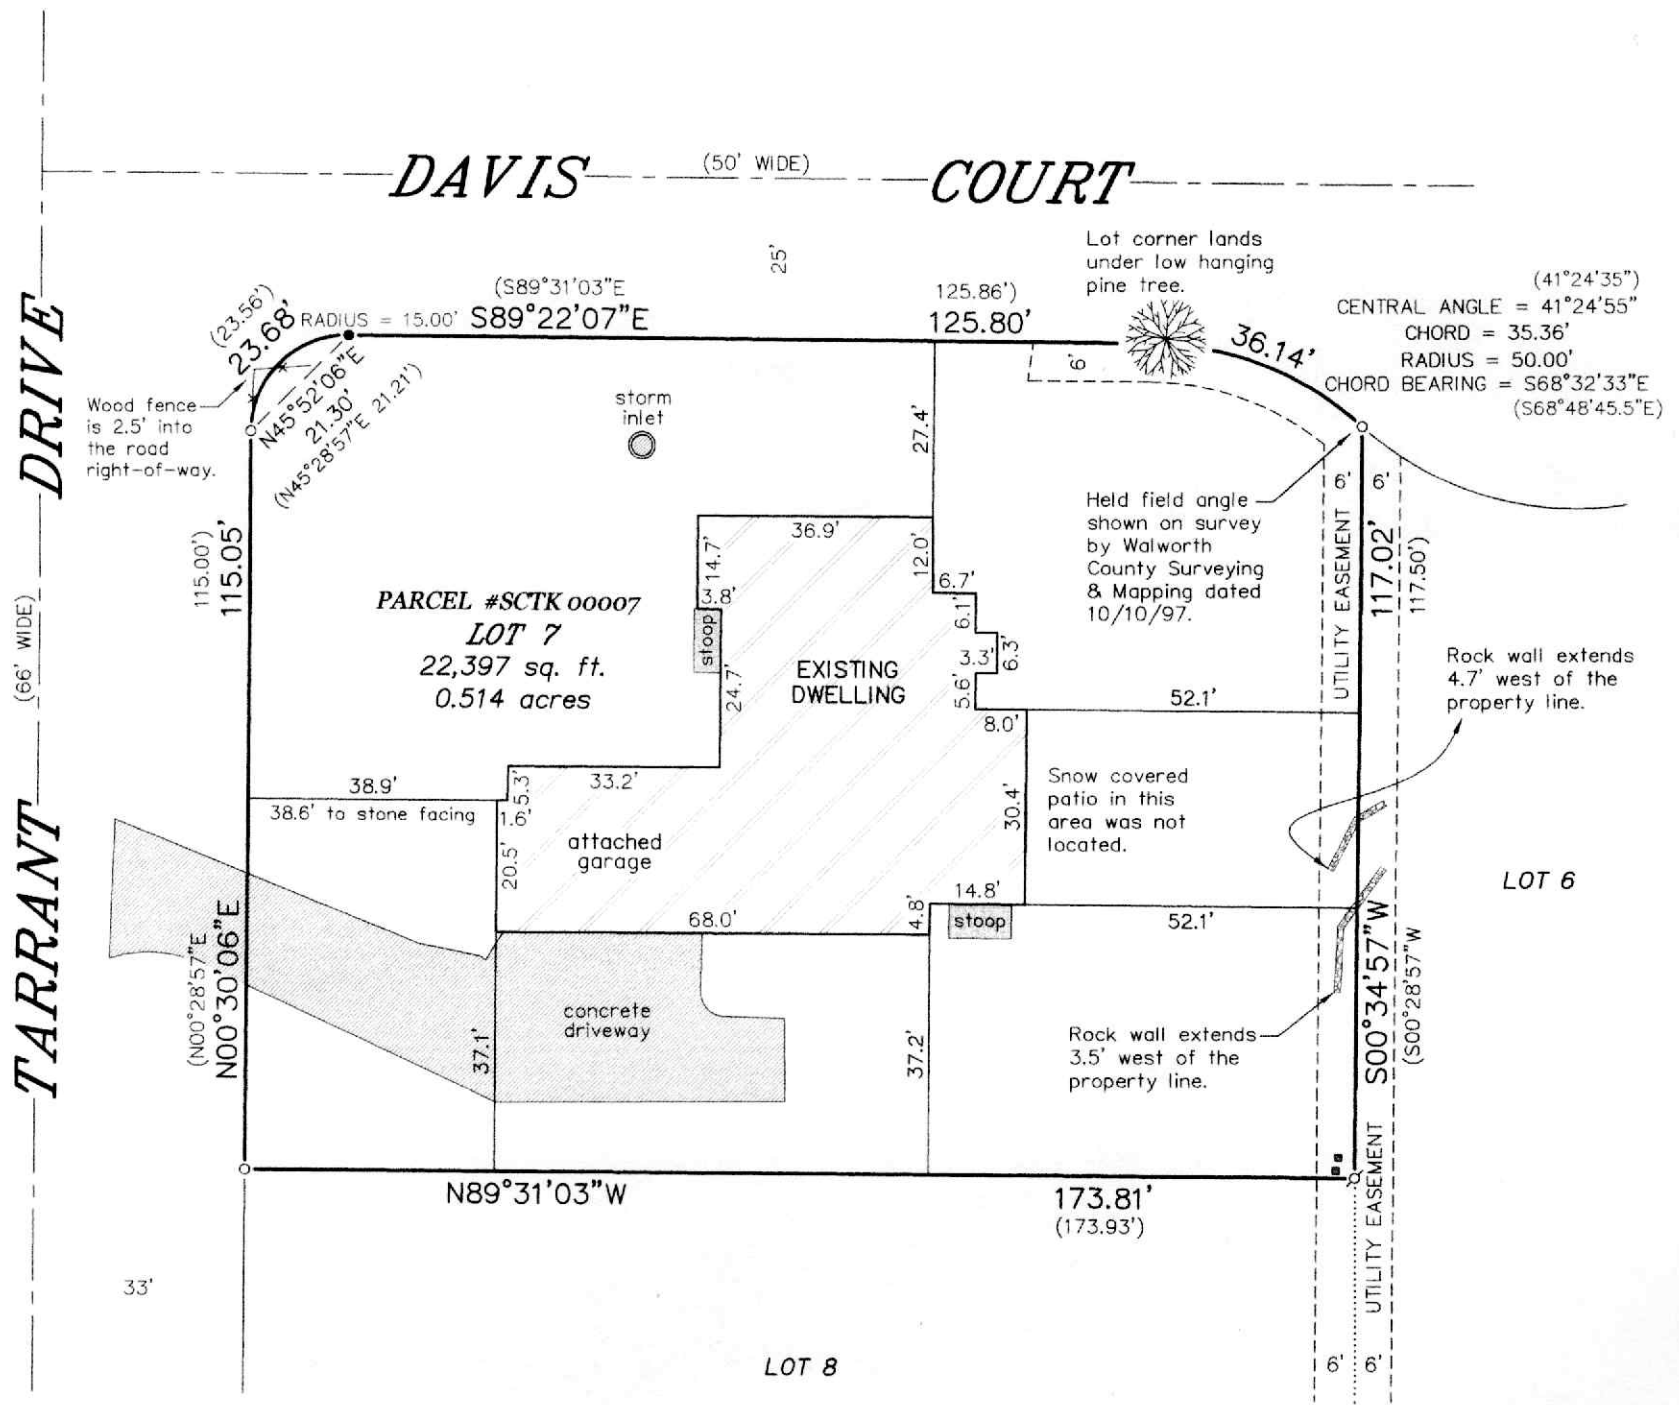 DAVIS (50' WIDE) COURT
TARRANT (66' WIDE) DRIVE
Lot corner lands
under low hanging
pine tree.
25'
(S89°31'03"E 125.86')
S89°22'07"E 125.80'
(41°24'35")
CENTRAL ANGLE = 41°24'55"
CHORD = 35.36'
RADIUS = 50.00'
CHORD BEARING = S68°32'33"E
(S68°48'45.5"E)
36.14'
(23.56')
23.68'
RADIUS = 15.00'
N45°52'06"E
21.30'
(N45°28'57"E 21.21')
Wood fence
is 2.5' into
the road
right-of-way.
storm
inlet
27.4'
6'
6' 6'
Held field angle
shown on survey
by Walworth
County Surveying
& Mapping dated
10/10/97.
UTILITY EASEMENT
117.02'
(117.50')
(115.00')
115.05'
PARCEL #SCTK 00007
LOT 7
22,397 sq. ft.
0.514 acres
36.9'
14.7'
12.0'
3.8'
6.7'
6.1'
stoop
3.3'
6.3'
EXISTING
DWELLING
24.7'
5.6'
8.0'
52.1'
Rock wall extends
4.7' west of the
property line.
38.9'
38.6' to stone facing
5.3'
33.2'
1.6'
20.5'
attached
garage
30.4'
Snow covered
patio in this
area was not
located.
LOT 6
14.8'
68.0'
4.8'
stoop
52.1'
(N00°28'57"E
N00°30'06"E
S00°34'57"W
(S00°28'57"W
concrete
driveway
37.1'
37.2'
Rock wall extends
3.5' west of the
property line.
N89°31'03"W
173.81'
(173.93')
UTILITY EASEMENT
33'
LOT 8
6' 6'